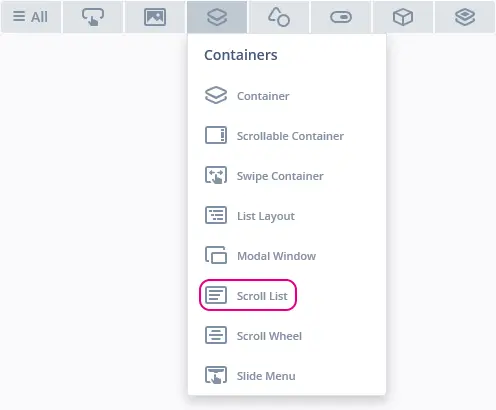 All
Containers
Container
Scrollable Container
Swipe Container
List Layout
Modal Window
Scroll List
Scroll Wheel
Slide Menu